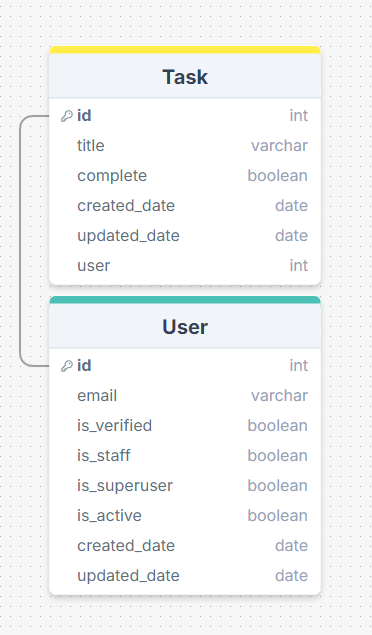 Task
id int
title varchar
complete boolean
created_date date
updated_date date
user int
User
id int
email varchar
is_verified boolean
is_staff boolean
is_superuser boolean
is_active boolean
created_date date
updated_date date